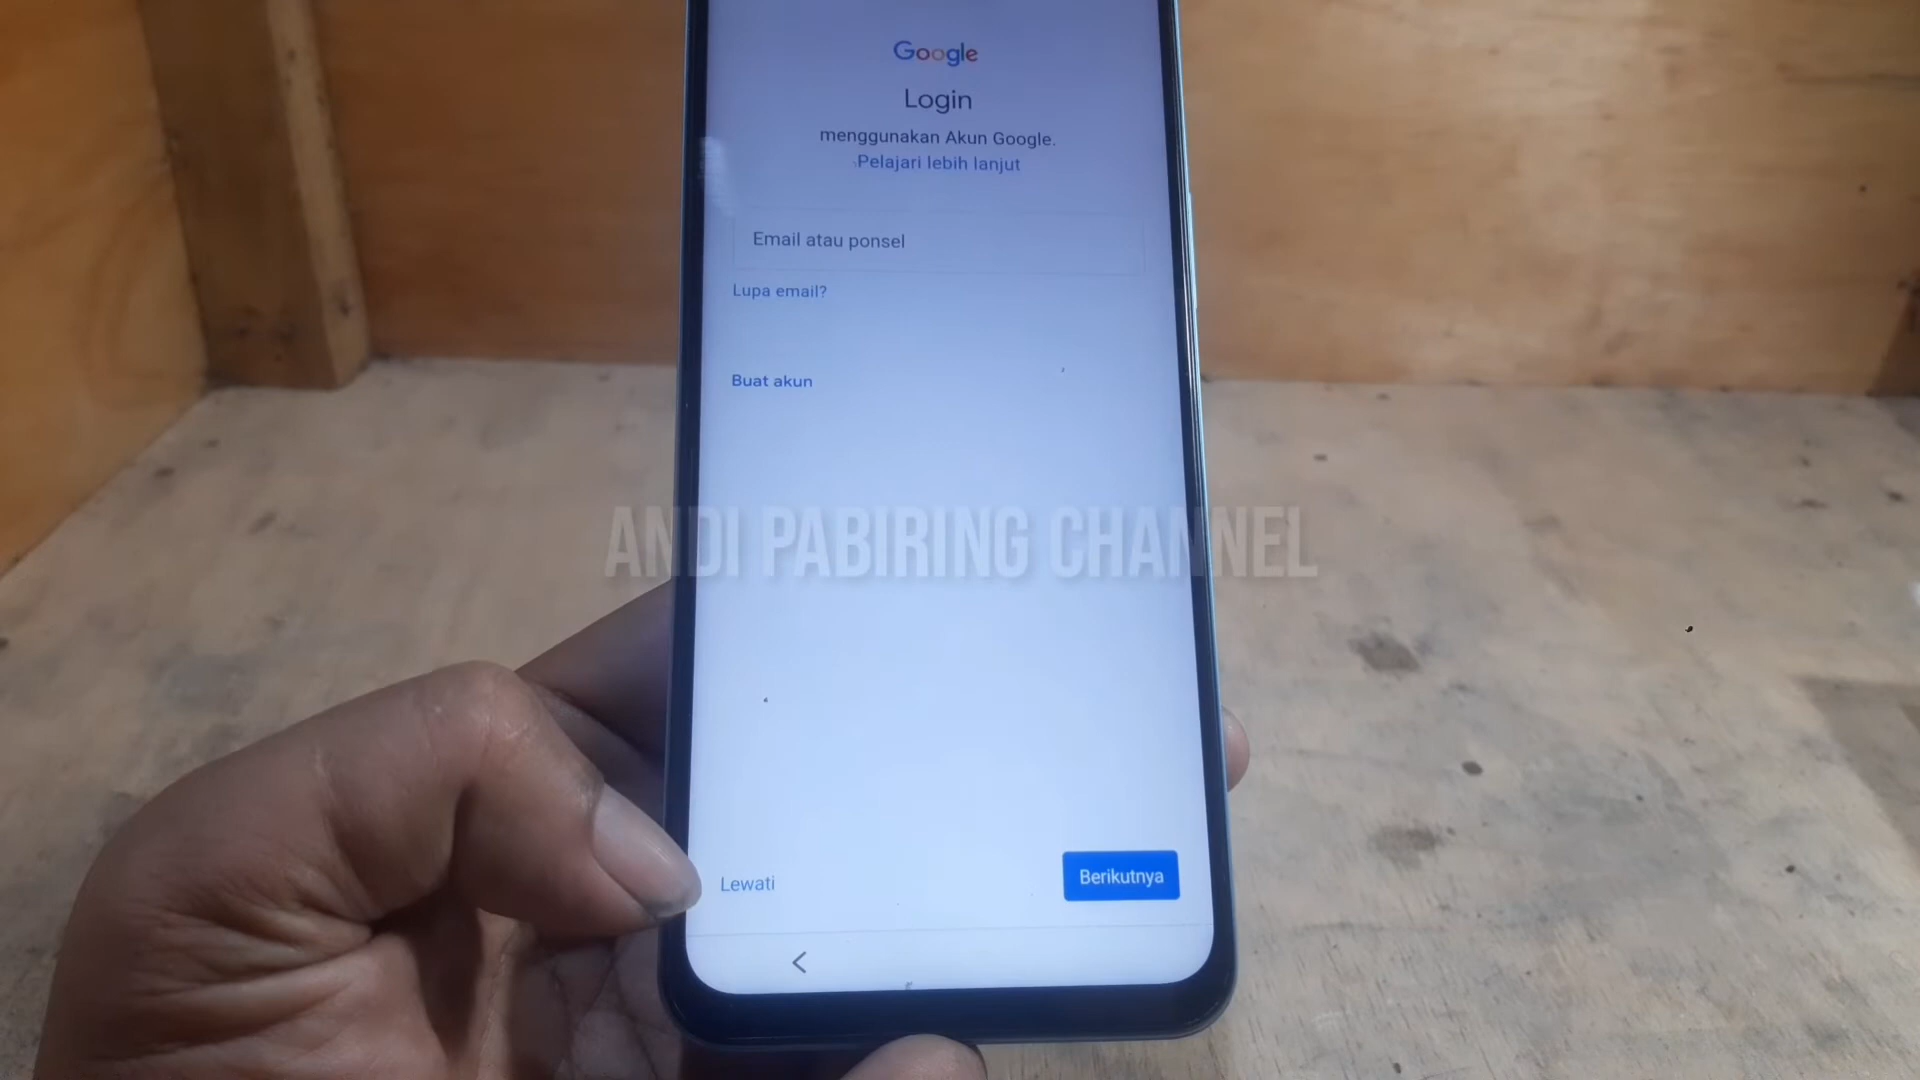 Google
Login
menggunakan Akun Google.
Pelajari lebih lanjut
Email atau ponsel
Lupa email?
Buat akun
ANDI PABIRING CHANNEL
Lewati
Berikutnya